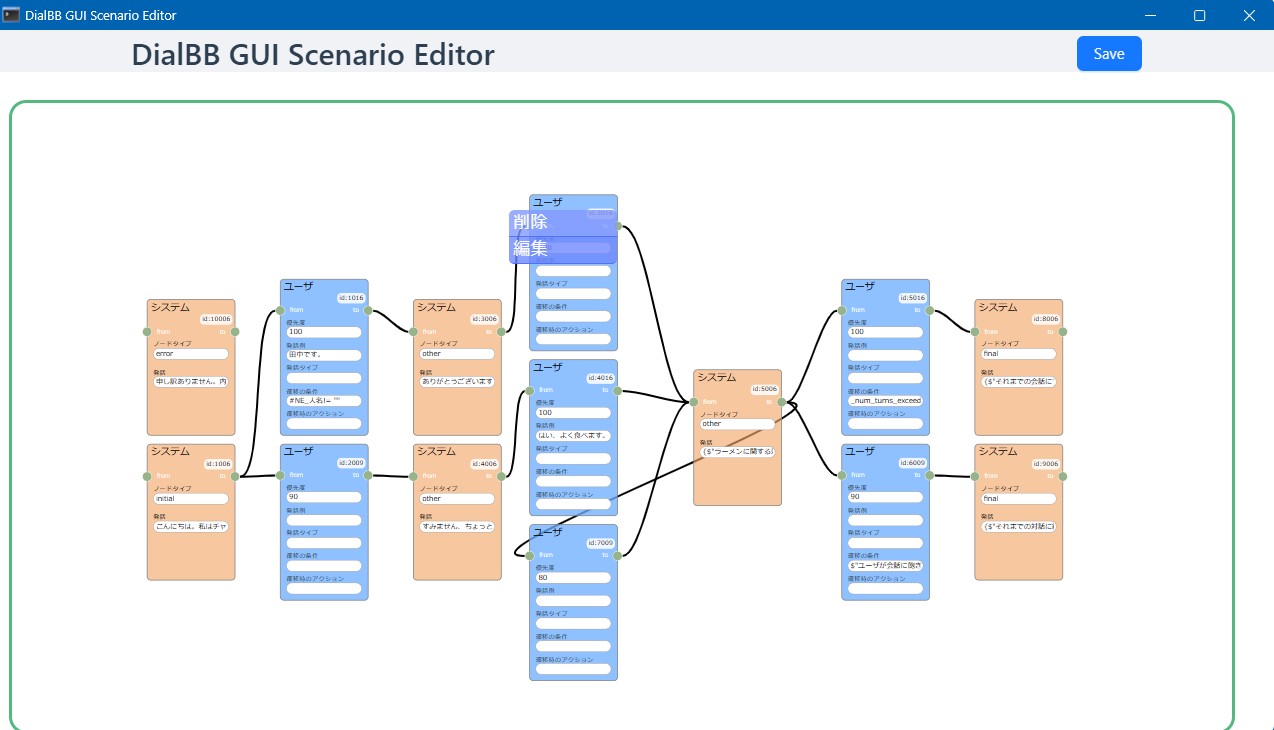 DialBB GUI Scenario Editor
DialBB GUI Scenario Editor
Save
システム
id:10006
from
to
ノードタイプ
error
発話
申し訳ありません。内
システム
id:1006
from
to
ノードタイプ
initial
発話
こんにちは。私はチャ
ユーザ
id:1016
from
to
優先度
100
発話例
田中です。
発話タイプ
遷移の条件
#NE_人名!= ""
遷移時のアクション
ユーザ
id:2009
from
to
優先度
90
発話例
発話タイプ
遷移の条件
遷移時のアクション
システム
id:3006
from
to
ノードタイプ
other
発話
ありがとうございます
システム
id:4006
from
to
ノードタイプ
other
発話
すみません、ちょっと
ユーザ
削除
編集
発話タイプ
遷移の条件
遷移時のアクション
ユーザ
id:4016
from
to
優先度
100
発話例
はい、よく食べます。
発話タイプ
遷移の条件
遷移時のアクション
ユーザ
id:7009
from
to
優先度
80
発話例
発話タイプ
遷移の条件
遷移時のアクション
システム
id:5006
from
to
ノードタイプ
other
発話
{$"ラーメンに関する
ユーザ
id:5016
from
to
優先度
100
発話例
発話タイプ
遷移の条件
_num_turns_exceed
遷移時のアクション
ユーザ
id:6009
from
to
優先度
90
発話例
発話タイプ
遷移の条件
$"ユーザが会話に飽き
遷移時のアクション
システム
id:8006
from
to
ノードタイプ
final
発話
{$"それまでの会話に
システム
id:9006
from
to
ノードタイプ
final
発話
{$"それまでの対話に